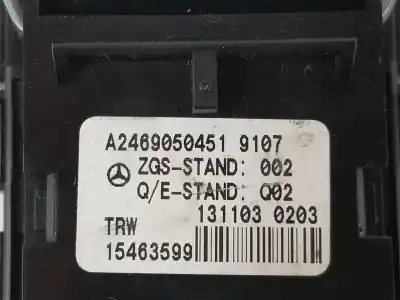 A2469050451 9107
ZGS-STAND: 002
Q/E-STAND: Q02
131103 0203
TRW
15463599